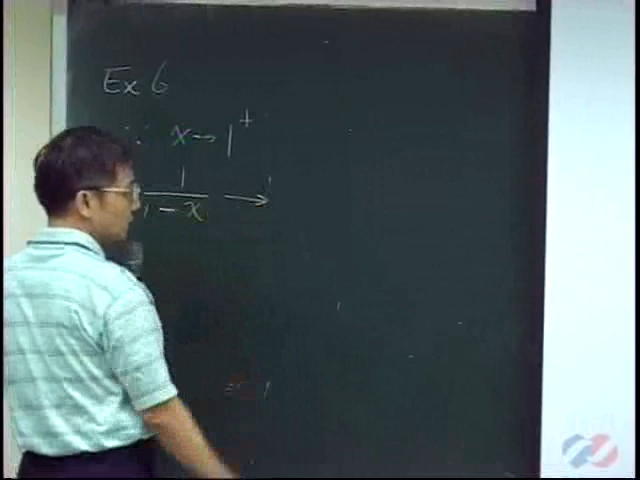 Ex 6
∵ x→1⁺
1
1-x →